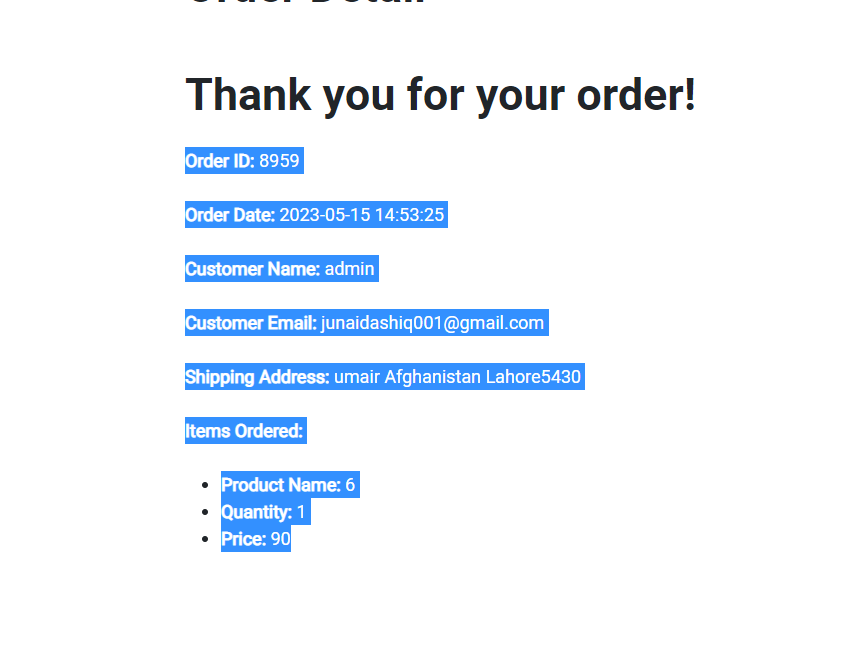 Order Detail
Thank you for your order!
Order ID: 8959
Order Date: 2023-05-15 14:53:25
Customer Name: admin
Customer Email: junaidashiq001@gmail.com
Shipping Address: umair Afghanistan Lahore5430
Items Ordered:
Product Name: 6
Quantity: 1
Price: 90